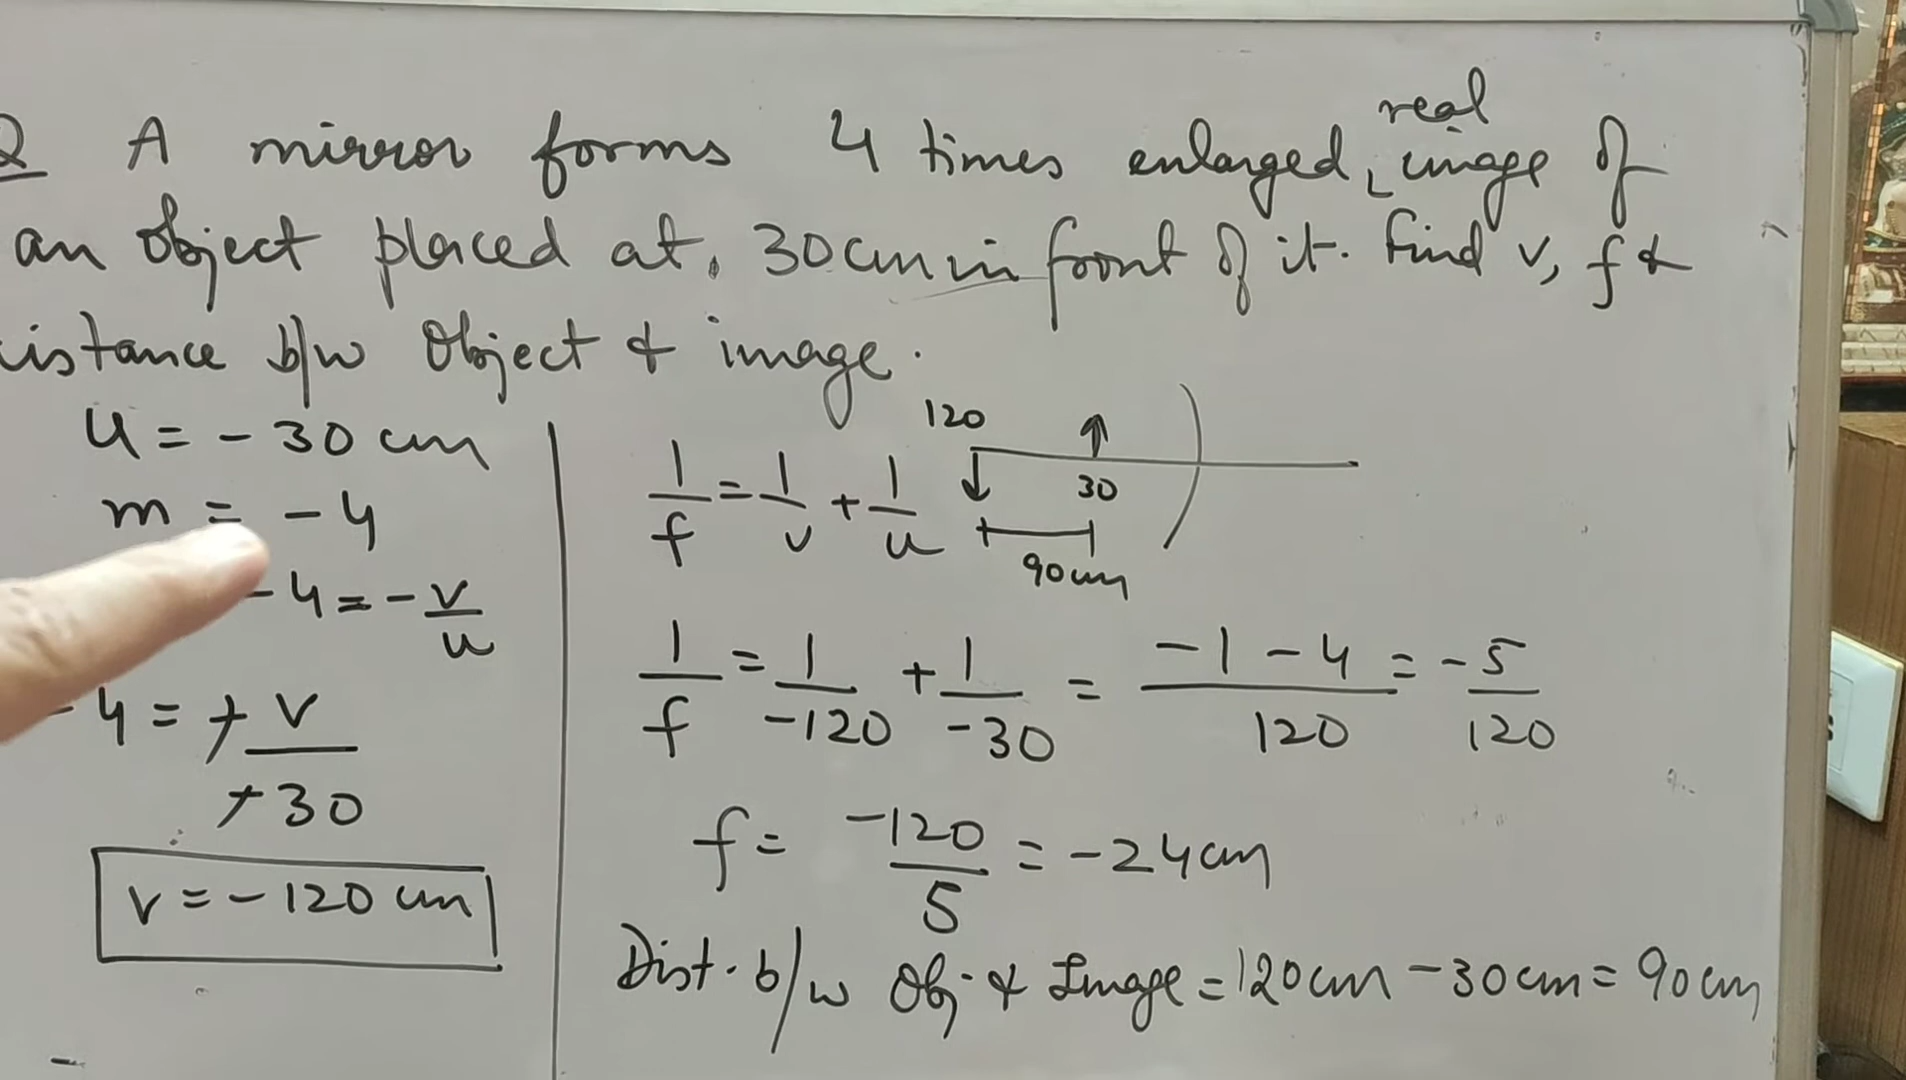 Q A mirror forms 4 times enlarged, real image of
an object placed at. 30cm in front of it. Find v, f &
istance b/w Object & image.
u = - 30 cm
m = - 4
- 4 = - v/u
- 4 = + v/+30
v = - 120 cm
120
30
90cm
1/f = 1/v + 1/u
1/f = 1/-120 + 1/-30 = -1-4/120 = -5/120
f = -120/5 = -24cm
Dist. b/w Obj. & Image = 120cm - 30cm = 90cm